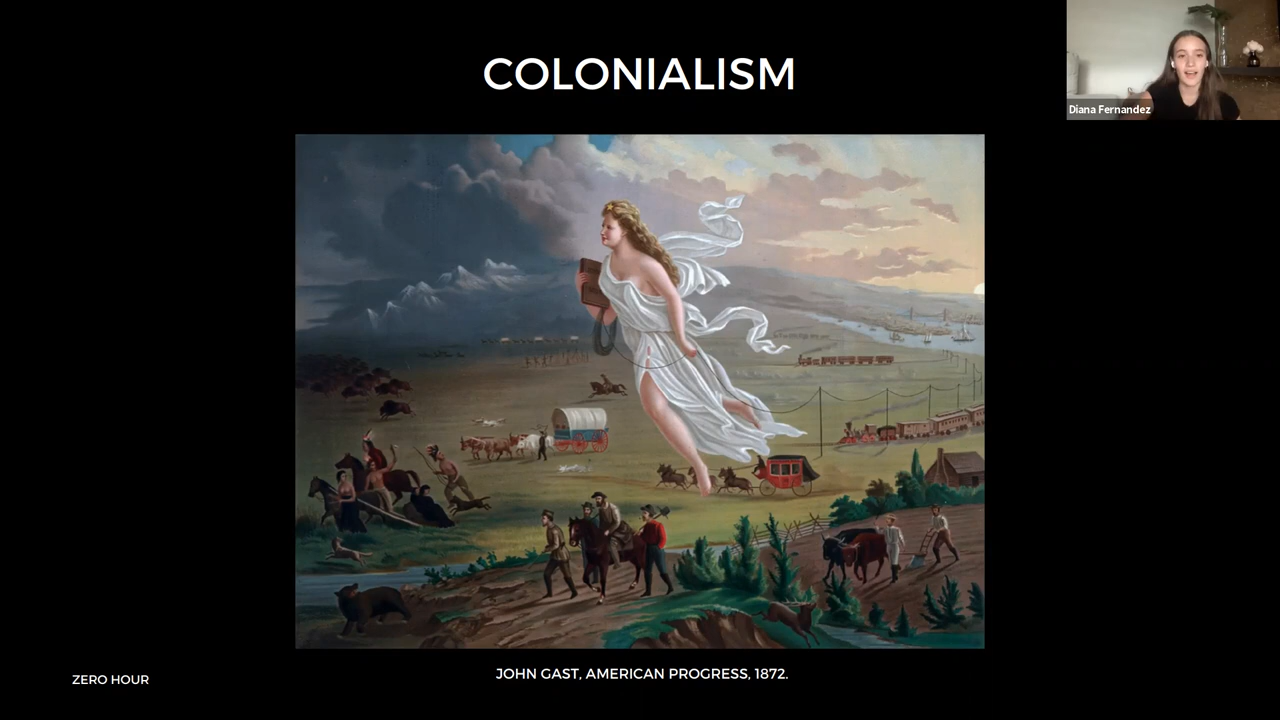 COLONIALISM
Diana Fernandez
JOHN GAST, AMERICAN PROGRESS, 1872.
ZERO HOUR